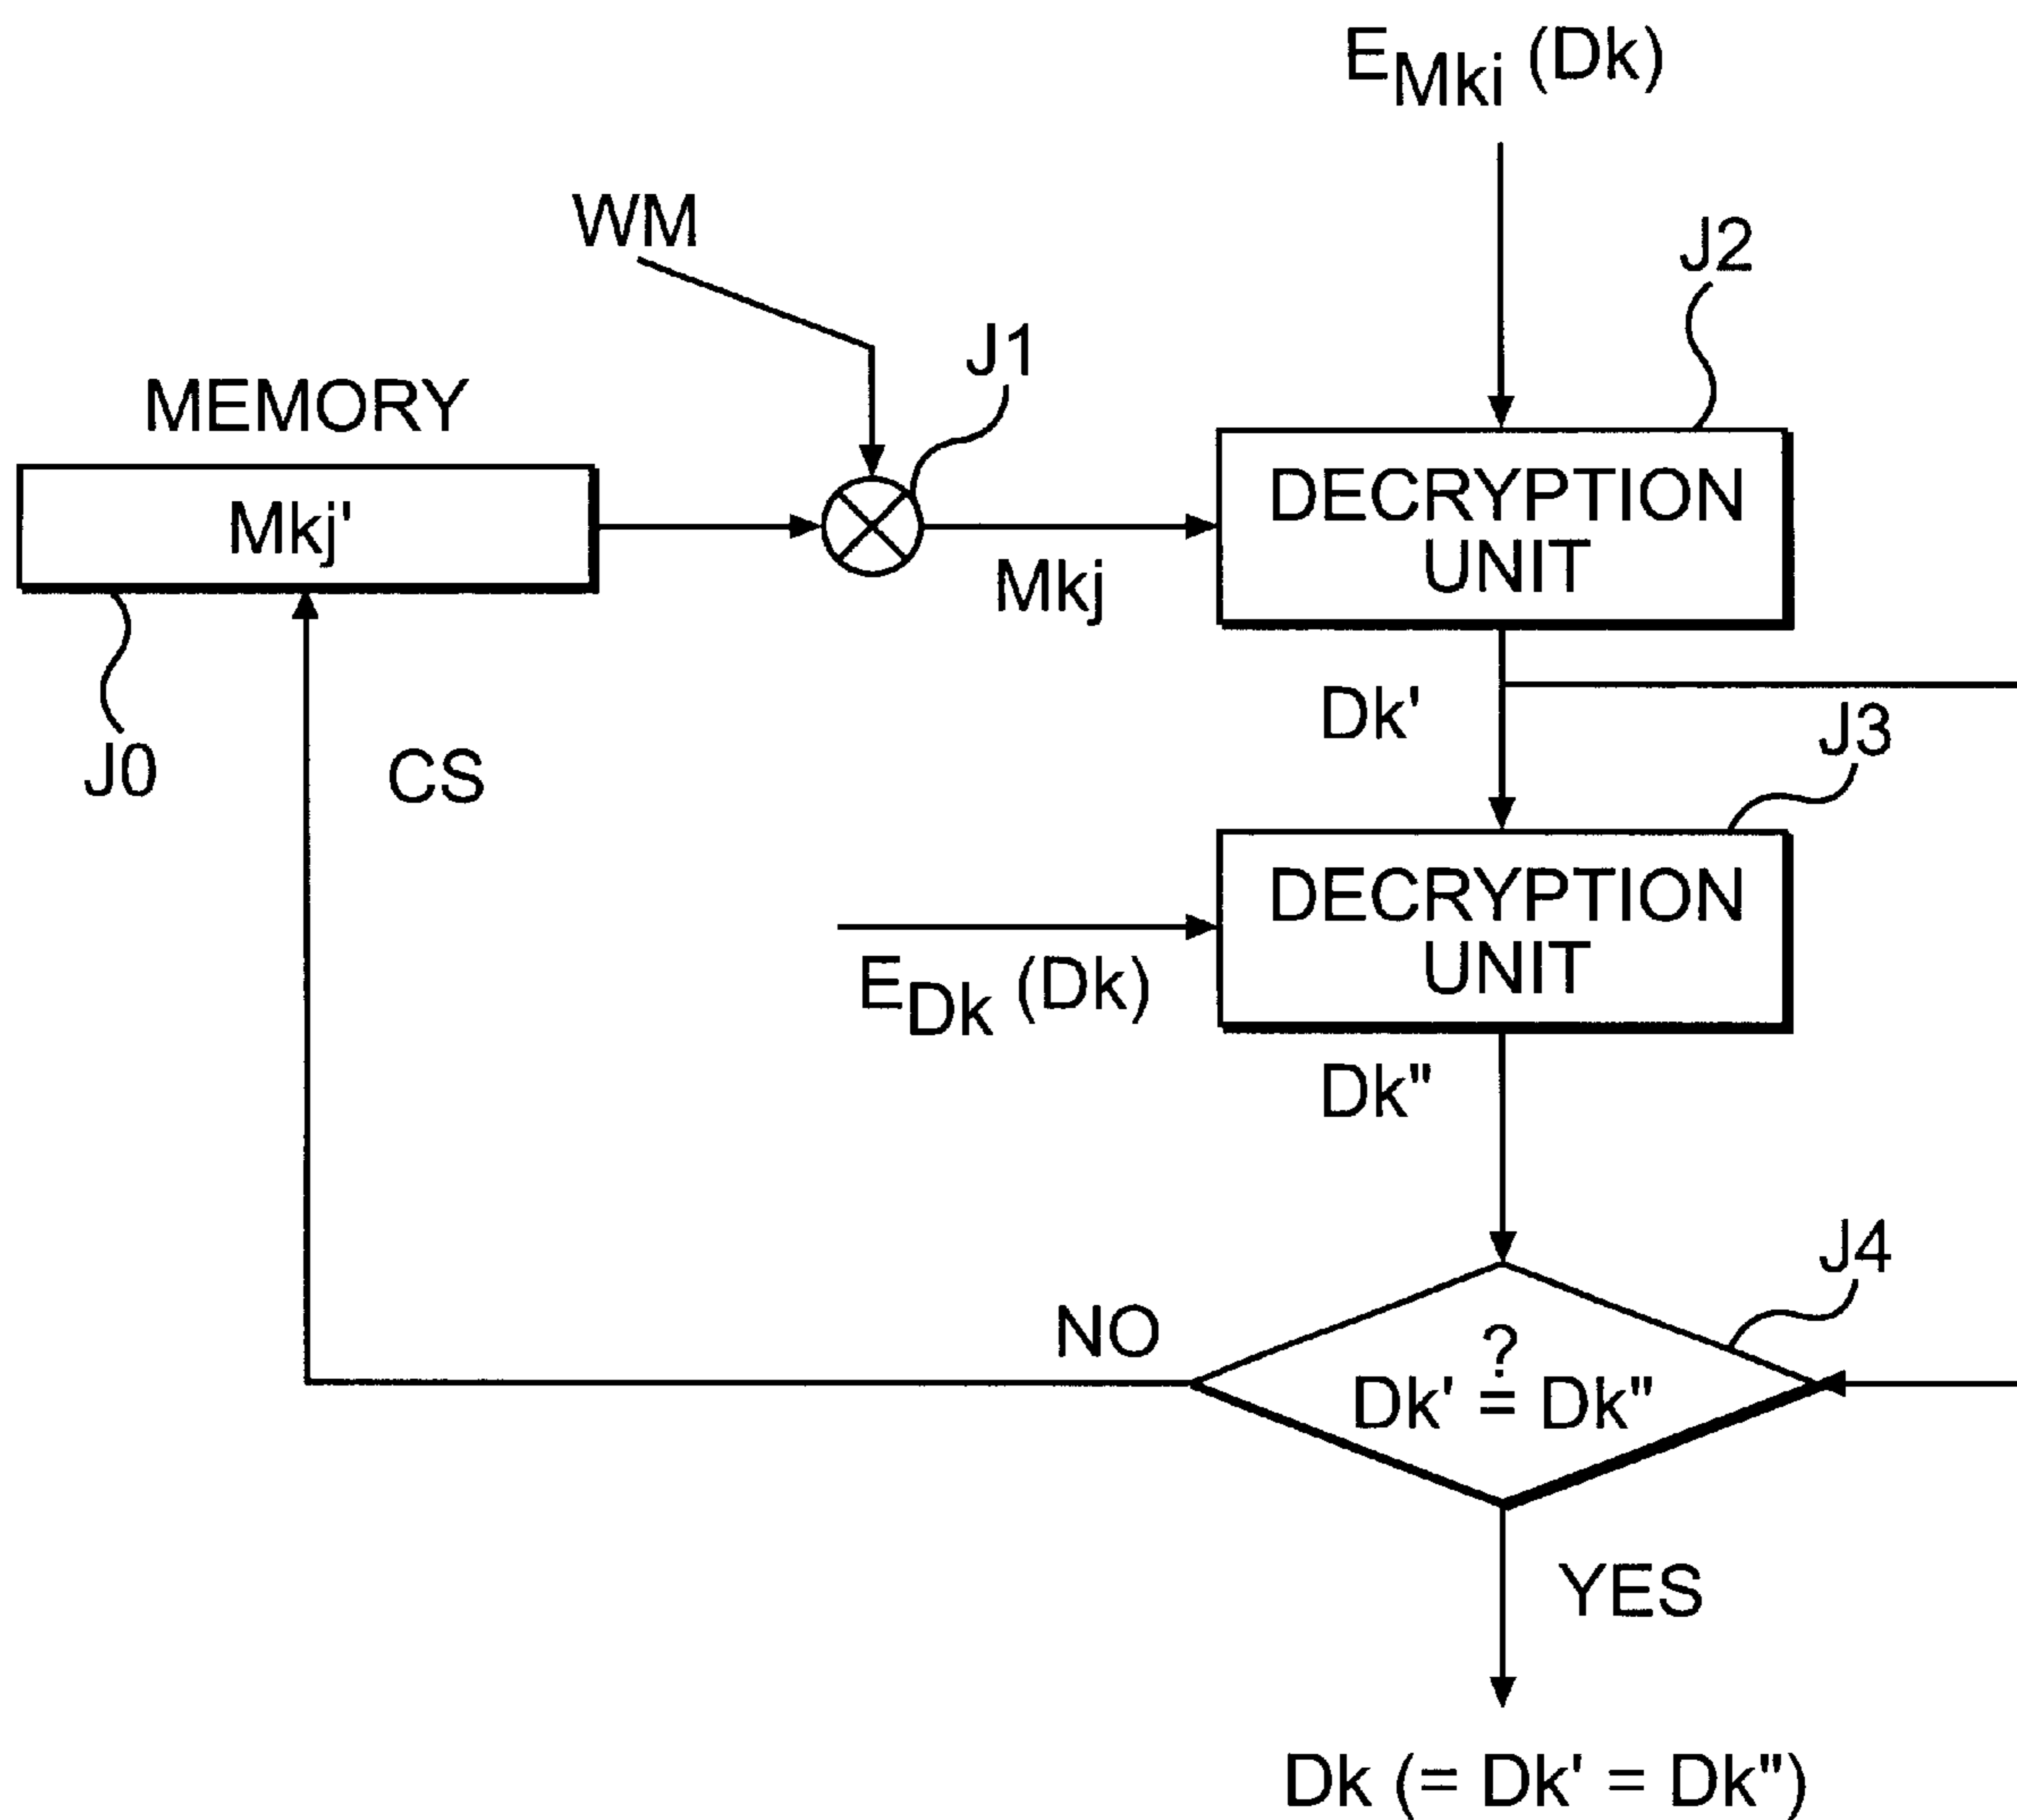 EMki (Dk)
WM
J2
J1
MEMORY
Mkj'
DECRYPTION
UNIT
Mkj
Dk'
J3
J0
CS
DECRYPTION
UNIT
EDk (Dk)
Dk"
J4
NO
?
Dk' = Dk"
YES
Dk (= Dk' = Dk")